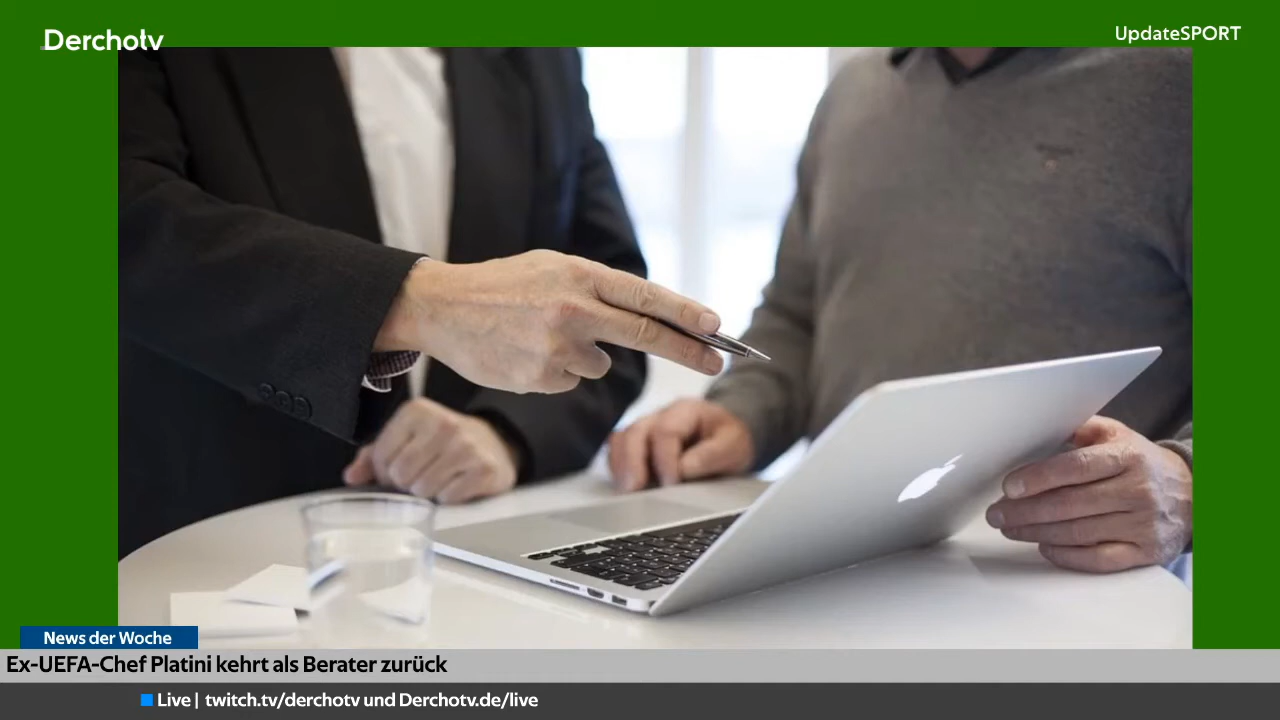 Derchotv
UpdateSPORT
News der Woche
Ex-UEFA-Chef Platini kehrt als Berater zurück
Live | twitch.tv/derchotv und Derchotv.de/live